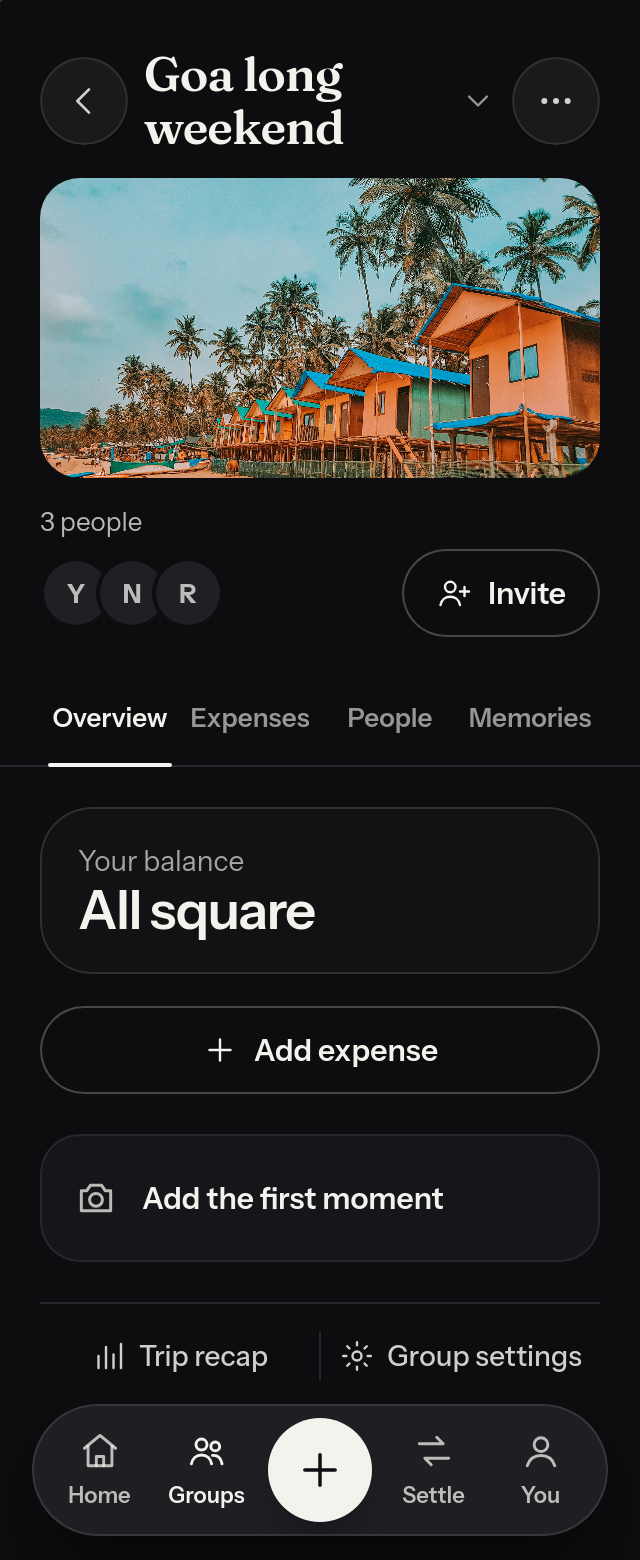 Goa long
weekend
3 people
Y N R
Invite
Overview Expenses People Memories
Your balance
All square
Add expense
Add the first moment
Trip recap Group settings
Home Groups Settle You